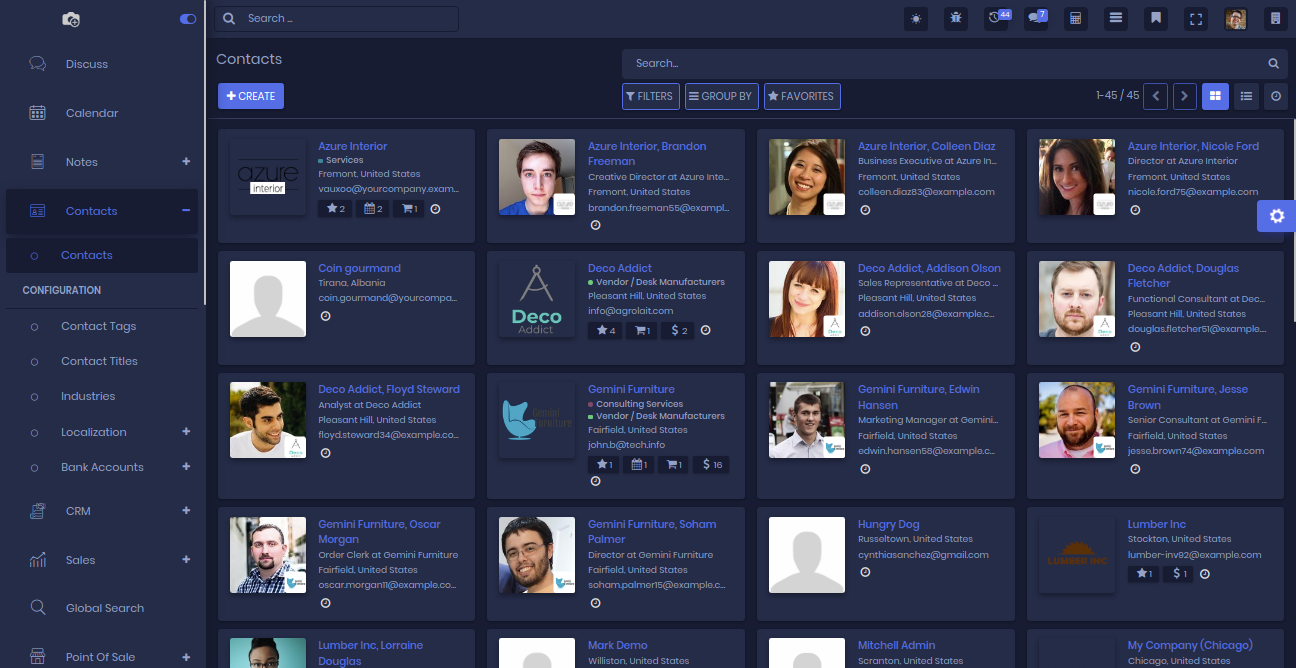 Search ...
44
7
Discuss
Calendar
Notes
Contacts
Contacts
CONFIGURATION
Contact Tags
Contact Titles
Industries
Localization
Bank Accounts
CRM
Sales
Global Search
Point Of Sale
Contacts
Search...
CREATE
FILTERS
GROUP BY
FAVORITES
1-45 / 45
azure
interior
Azure Interior
Services
Fremont, United States
vauxoo@yourcompany.exam...
2
2
1
Azure Interior, Brandon
Freeman
Creative Director at Azure Inte...
Fremont, United States
brandon.freeman55@exampl...
Azure Interior, Colleen Diaz
Business Executive at Azure In...
Fremont, United States
colleen.diaz83@example.com
Azure Interior, Nicole Ford
Director at Azure Interior
Fremont, United States
nicole.ford75@example.com
Coin gourmand
Tirana, Albania
coin.gourmand@yourcompa...
Deco
Addict
Deco Addict
Vendor / Desk Manufacturers
Pleasant Hill, United States
info@agrolait.com
4
1
$ 2
Deco Addict, Addison Olson
Sales Representative at Deco ...
Pleasant Hill, United States
addison.olson28@example.c...
Deco Addict, Douglas
Fletcher
Functional Consultant at Dec...
Pleasant Hill, United States
douglas.fletcher51@example....
Deco Addict, Floyd Steward
Analyst at Deco Addict
Pleasant Hill, United States
floyd.steward34@example.co...
Gemini
Furniture
Gemini Furniture
Consulting Services
Vendor / Desk Manufacturers
Fairfield, United States
john.b@tech.info
1
1
1
$ 16
Gemini Furniture, Edwin
Hansen
Marketing Manager at Gemini...
Fairfield, United States
edwin.hansen58@example.c...
Gemini Furniture, Jesse
Brown
Senior Consultant at Gemini F...
Fairfield, United States
jesse.brown74@example.com
Gemini Furniture, Oscar
Morgan
Order Clerk at Gemini Furniture
Fairfield, United States
oscar.morgan11@example.co...
Gemini Furniture, Soham
Palmer
Director at Gemini Furniture
Fairfield, United States
soham.palmer15@example.c...
Hungry Dog
Russeltown, United States
cynthiasanchez@gmail.com
LUMBER INC
Lumber Inc
Stockton, United States
lumber-inv92@example.com
1
$ 1
Lumber Inc, Lorraine
Douglas
Mark Demo
Williston, United States
Mitchell Admin
Scranton, United States
My Company (Chicago)
Chicago, United States